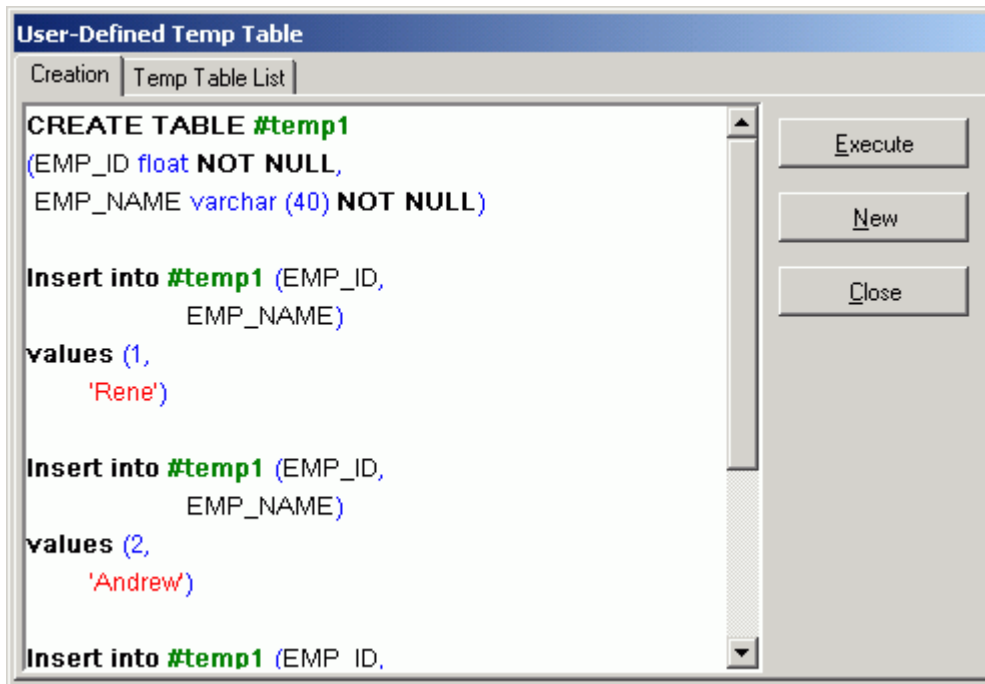 User-Defined Temp Table
Creation
Temp Table List
CREATE TABLE #temp1
(EMP_ID float NOT NULL,
EMP_NAME varchar (40) NOT NULL)
Insert into #temp1 (EMP_ID,
EMP_NAME)
values (1,
'Rene')
Insert into #temp1 (EMP_ID,
EMP_NAME)
values (2,
'Andrew')
Insert into #temp1 (EMP_ID,
Execute
New
Close